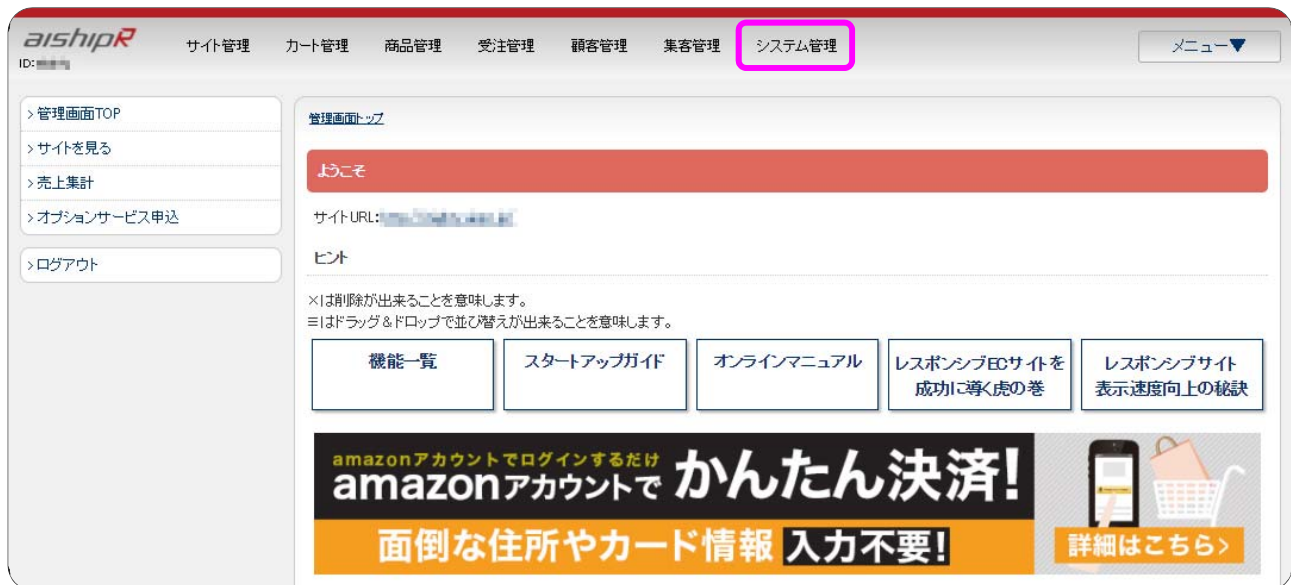 aishipR
サイト管理 カート管理 商品管理 受注管理 顧客管理 集客管理 システム管理 メニュー▼
ID:
>管理画面TOP
>サイトを見る
>売上集計
>オプションサービス申込
>ログアウト
管理画面トップ
ようこそ
サイトURL:
ヒント
×は削除が出来ることを意味します。
≡はドラッグ&ドロップで並び替えが出来ることを意味します。
機能一覧
スタートアップガイド
オンラインマニュアル
レスポンシブECサイトを
成功に導く虎の巻
レスポンシブサイト
表示速度向上の秘訣
amazonアカウントでログインするだけ
amazonアカウントで かんたん決済!
面倒な住所やカード情報 入力不要!
詳細はこちら>